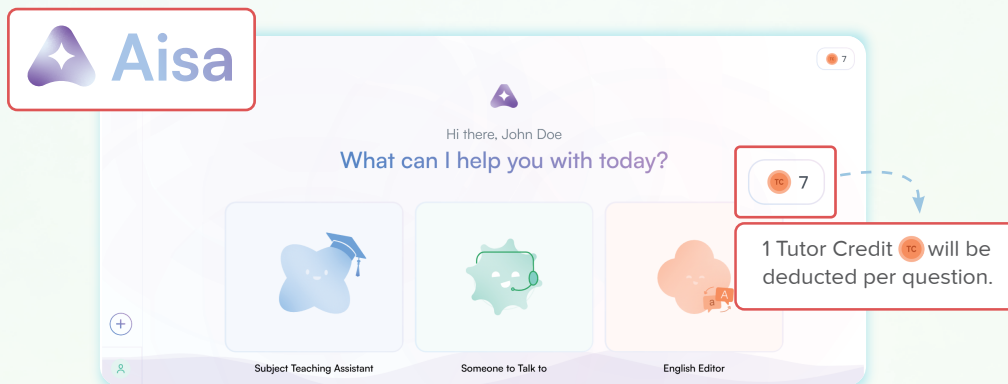 Aisa
7
Hi there, John Doe
What can I help you with today?
TC 7
1 Tutor Credit TC will be
deducted per question.
a A
Subject Teaching Assistant
Someone to Talk to
English Editor